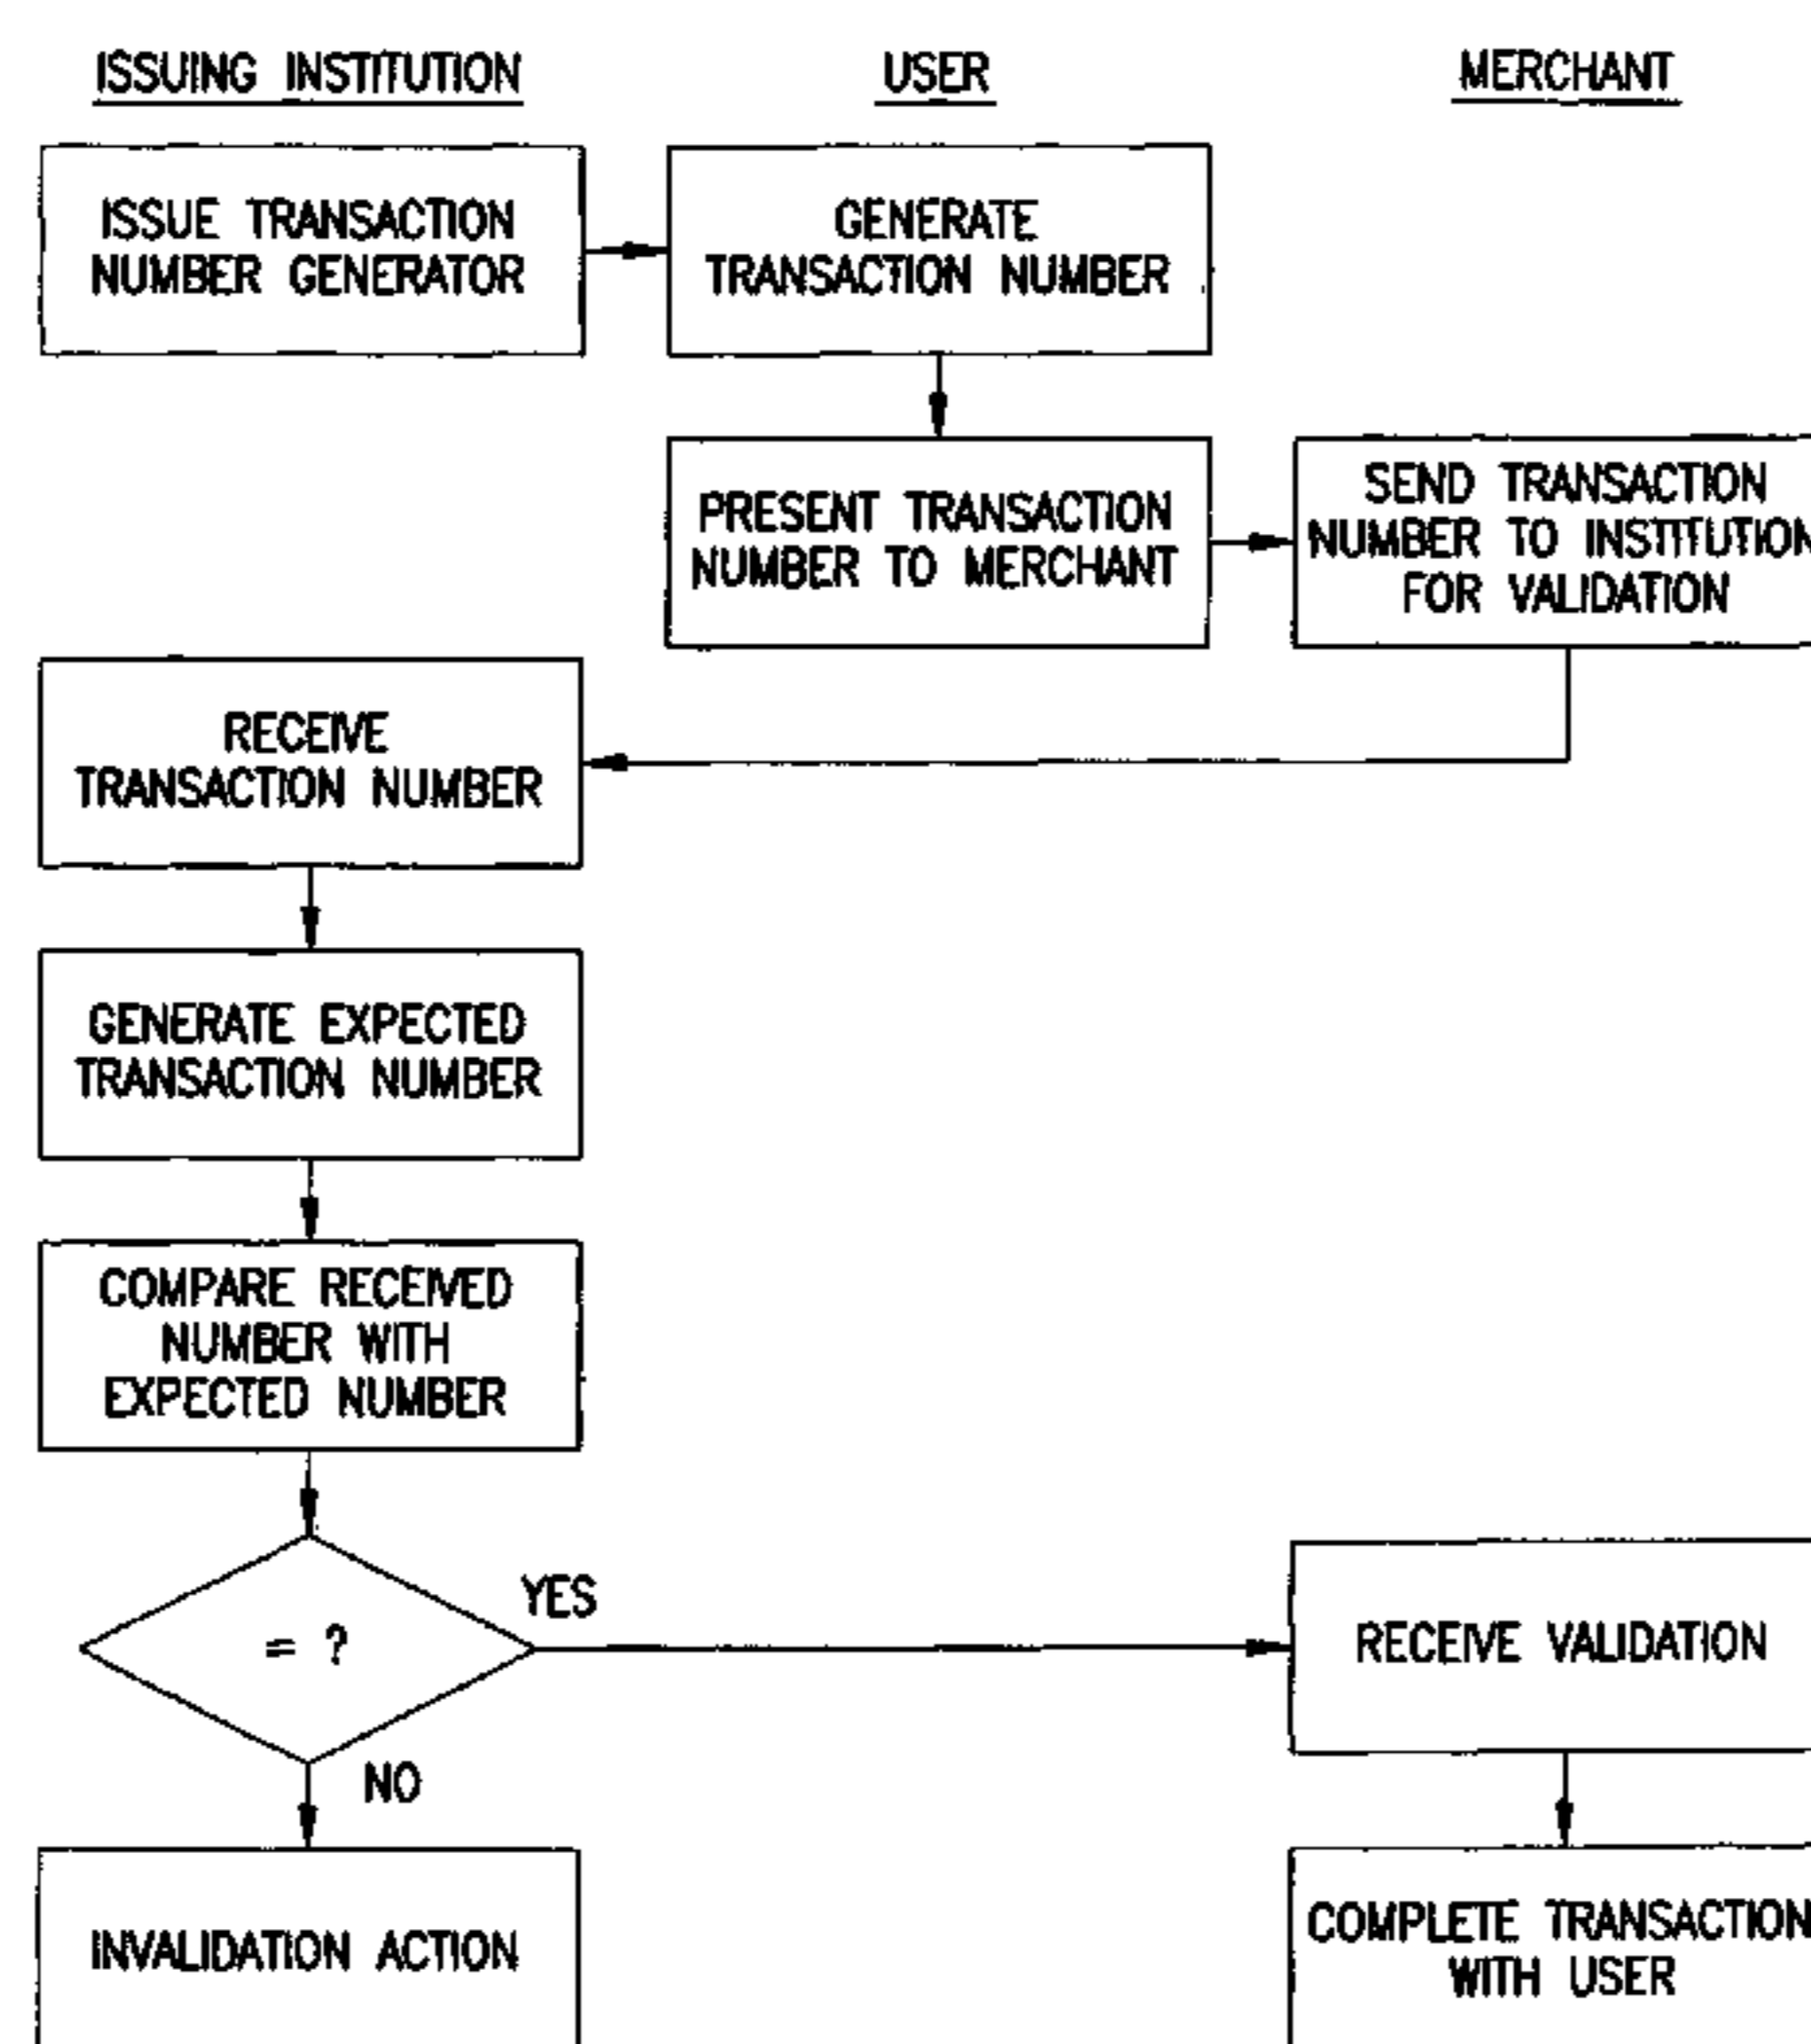 ISSUING INSTITUTION
USER
MERCHANT
ISSUE TRANSACTION
NUMBER GENERATOR
GENERATE
TRANSACTION NUMBER
PRESENT TRANSACTION
NUMBER TO MERCHANT
SEND TRANSACTION
NUMBER TO INSTITUTION
FOR VALIDATION
RECEIVE
TRANSACTION NUMBER
GENERATE EXPECTED
TRANSACTION NUMBER
COMPARE RECEIVED
NUMBER WITH
EXPECTED NUMBER
= ?
YES
NO
RECEIVE VALIDATION
INVALIDATION ACTION
COMPLETE TRANSACTION
WITH USER